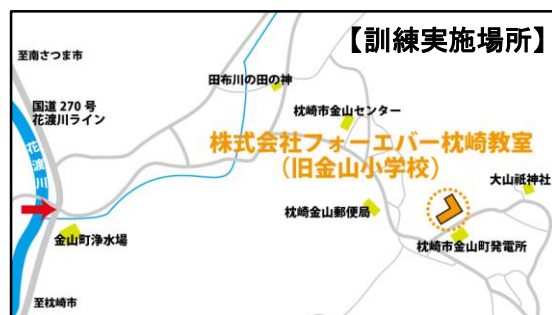 【訓練実施場所】
至南さつま市
田布川の田の神
国道270号
花渡川ライン
枕崎市金山センター
株式会社フォーエバー枕崎教室
（旧金山小学校）
花渡川
大山祇神社
枕崎金山郵便局
金山町浄水場
枕崎市金山町発電所
至枕崎市